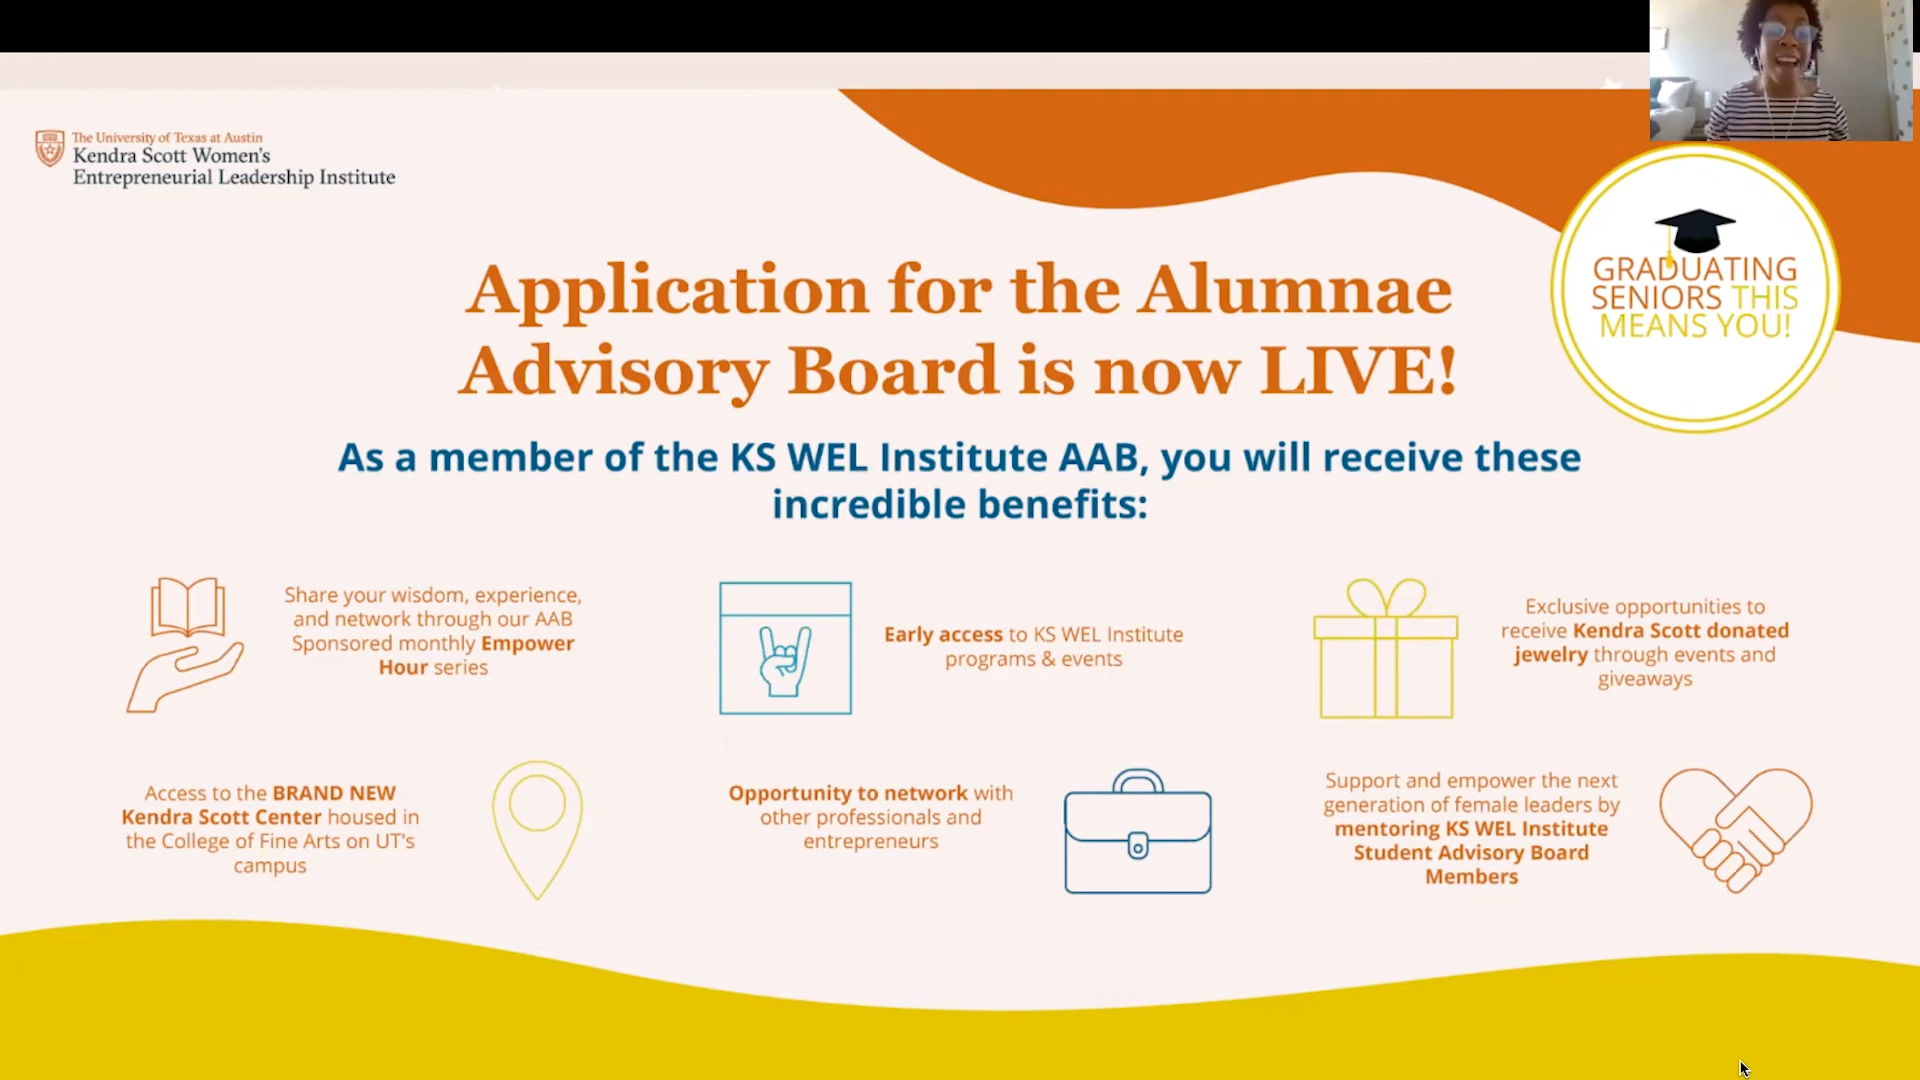 The University of Texas at Austin
Kendra Scott Women's
Entrepreneurial Leadership Institute
GRADUATING
SENIORS THIS
MEANS YOU!
Application for the Alumnae
Advisory Board is now LIVE!
As a member of the KS WEL Institute AAB, you will receive these
incredible benefits:
Share your wisdom, experience,
and network through our AAB
Sponsored monthly Empower
Hour series
Early access to KS WEL Institute
programs & events
Exclusive opportunities to
receive Kendra Scott donated
jewelry through events and
giveaways
Access to the BRAND NEW
Kendra Scott Center housed in
the College of Fine Arts on UT's
campus
Opportunity to network with
other professionals and
entrepreneurs
Support and empower the next
generation of female leaders by
mentoring KS WEL Institute
Student Advisory Board
Members